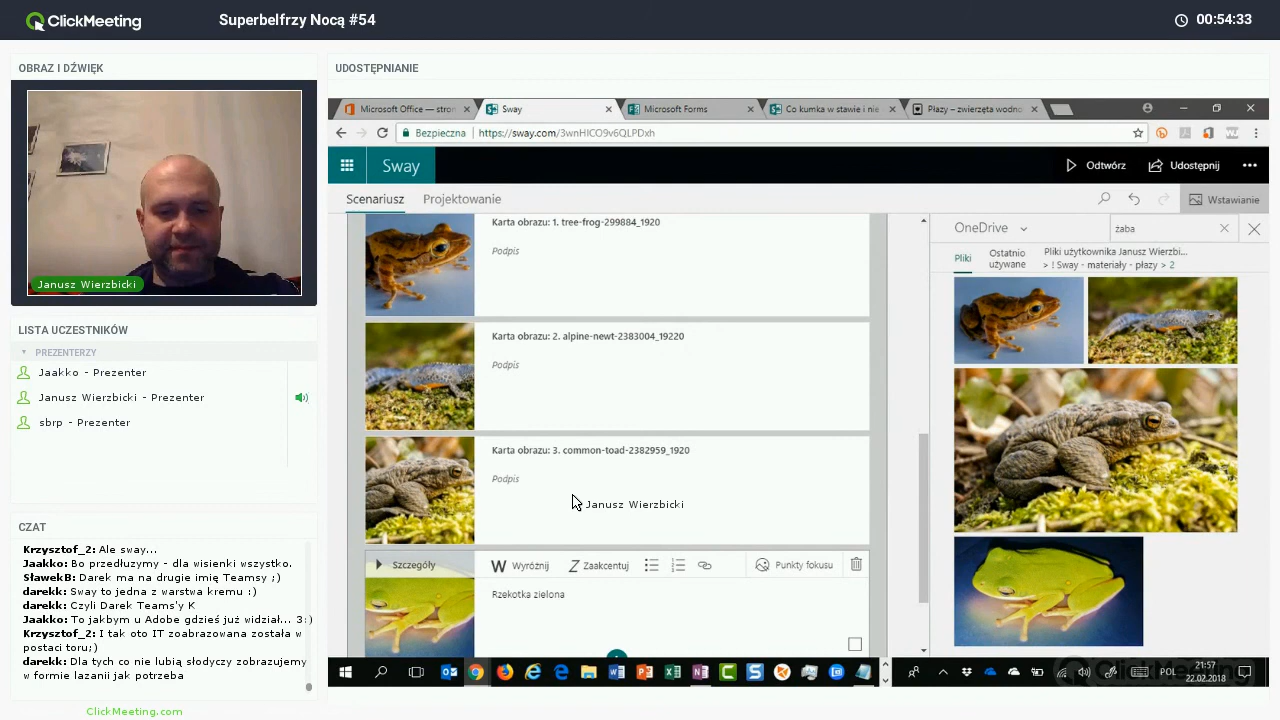 ClickMeeting
Superbelfrzy Nocą #54
00:54:33
OBRAZ I DŹWIĘK
Janusz Wierzbicki
LISTA UCZESTNIKÓW
PREZENTERZY
Jaakko - Prezenter
Janusz Wierzbicki - Prezenter
sbrp - Prezenter
CZAT
Krzysztof_2: Ale sway...
Jaakko: Bo przedłużymy - dla wisienki wszystko.
SławekB: Darek ma na drugie imię Teamsy ;)
darekk: Sway to jedna z warstwa kremu :)
darekk: Czyli Darek Teams'y K
Jaakko: To jakbym u Adobe gdzieś już widział... 3:)
Krzysztof_2: I tak oto IT zoabrazowana została w
postaci toru;)
darekk: Dla tych co nie lubią słodyczy zobrazujemy
w formie lazanii jak potrzeba
ClickMeeting.com
UDOSTĘPNIANIE
Microsoft Office — stron
Sway
Microsoft Forms
Co kumka w stawie i nie
Płazy – zwierzęta wodno
Bezpieczna
https://sway.com/3wnHICO9v6QLPDxh
Sway
Odtwórz
Udostępnij
Scenariusz
Projektowanie
Wstawianie
Karta obrazu: 1. tree-frog-299884_1920
Podpis
Karta obrazu: 2. alpine-newt-2383004_19220
Podpis
Karta obrazu: 3. common-toad-2382959_1920
Podpis
Janusz Wierzbicki
Szczegóły
W Wyróżnij
Z Zaakcentuj
Punkty fokusu
Rzekotka zielona
OneDrive
żaba
Pliki
Ostatnio
używane
Pliki użytkownika Janusz Wierzbi...
> ! Sway - materiały - płazy > 2
ClickMeeting
POL
21:57
22.02.2018